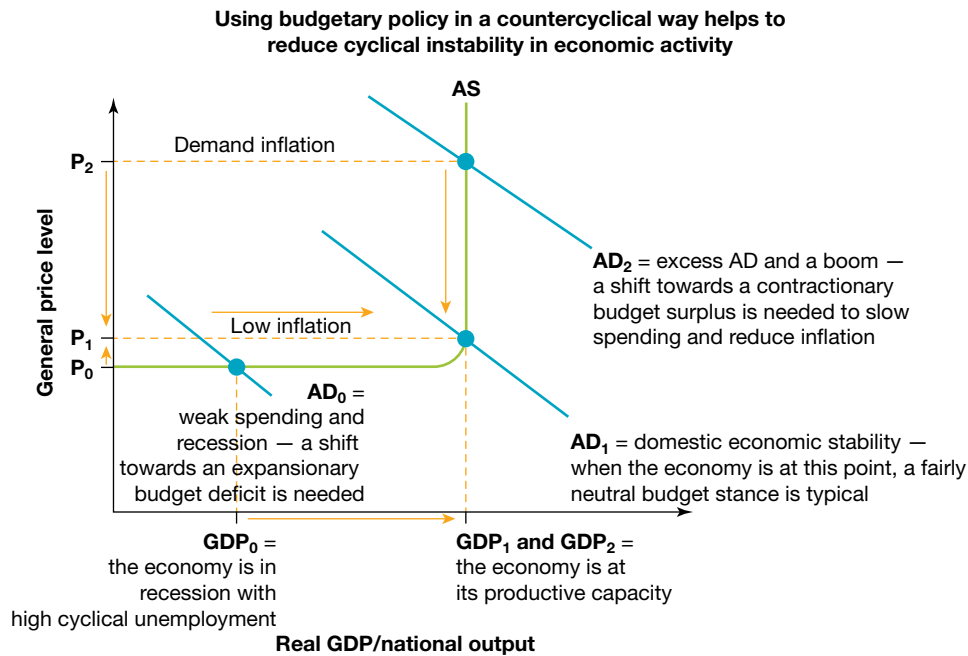 Using budgetary policy in a countercyclical way helps to
reduce cyclical instability in economic activity
AS
Demand inflation
P₂
General price level
AD₂ = excess AD and a boom —
a shift towards a contractionary
budget surplus is needed to slow
spending and reduce inflation
Low inflation
P₁
P₀
AD₀ =
weak spending and
recession — a shift
towards an expansionary
budget deficit is needed
AD₁ = domestic economic stability —
when the economy is at this point, a fairly
neutral budget stance is typical
GDP₀ =
the economy is in
recession with
high cyclical unemployment
GDP₁ and GDP₂ =
the economy is at
its productive capacity
Real GDP/national output